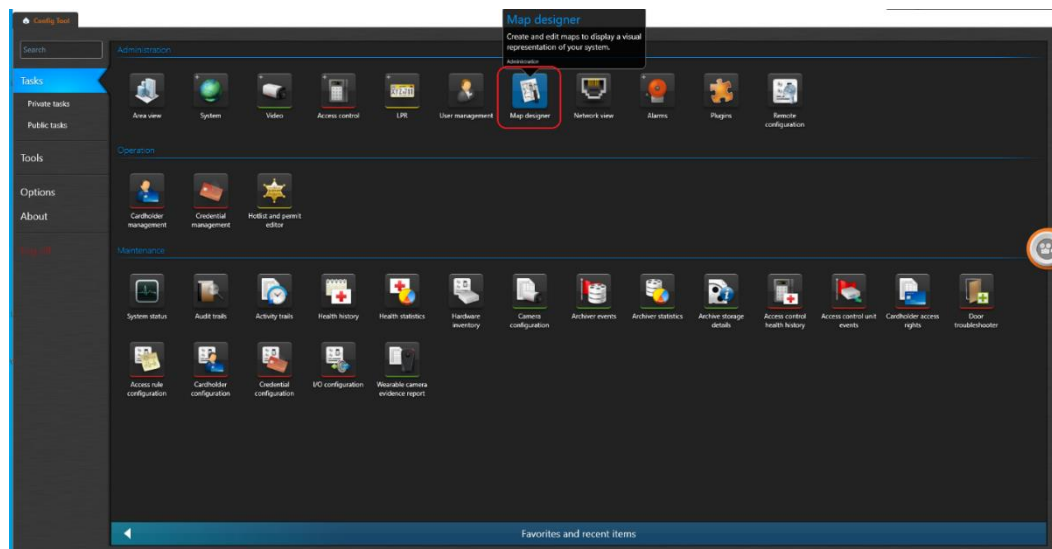 Config Tool
Map designer
Create and edit maps to display a visual
representation of your system.
Administration
Search
Administration
Tasks
Private tasks
Public tasks
Tools
Options
About
Log off
Area view
System
Video
Access control
LPR
User management
Map designer
Network view
Alarms
Plugins
Remote
configuration
Operation
Cardholder
management
Credential
management
Hotlist and permit
editor
Maintenance
System status
Audit trails
Activity trails
Health history
Health statistics
Hardware
inventory
Camera
configuration
Archiver events
Archiver statistics
Archive storage
details
Access control
health history
Access control unit
events
Cardholder access
rights
Door
troubleshooter
Access rule
configuration
Cardholder
configuration
Credential
configuration
I/O configuration
Wearable camera
evidence report
Favorites and recent items